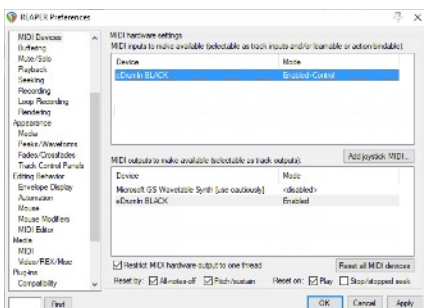 REAPER Preferences
MIDI Devices
Buffering
Mute/Solo
Playback
Seeking
Recording
Loop Recording
Rendering
Appearance
Media
Peaks/Waveforms
Fades/Crossfades
Track Control Panels
Editing Behavior
Envelope Display
Automation
Mouse
Mouse Modifiers
MIDI Editor
Media
MIDI
Video/REX/Misc
Plug-ins
Compatibility
Find
MIDI hardware settings
MIDI inputs to make available (selectable as track inputs and/or learnable or action bindable):
Device Mode
eDrumIn BLACK Enabled+Control
Add joystick MIDI...
MIDI outputs to make available (selectable as track outputs):
Device Mode
Microsoft GS Wavetable Synth [use cautiously] <disabled>
eDrumIn BLACK Enabled
Restrict MIDI hardware output to one thread Reset all MIDI devices
Reset by: All-notes-off Pitch/sustain Reset on: Play Stop/stopped seek
OK Cancel Apply